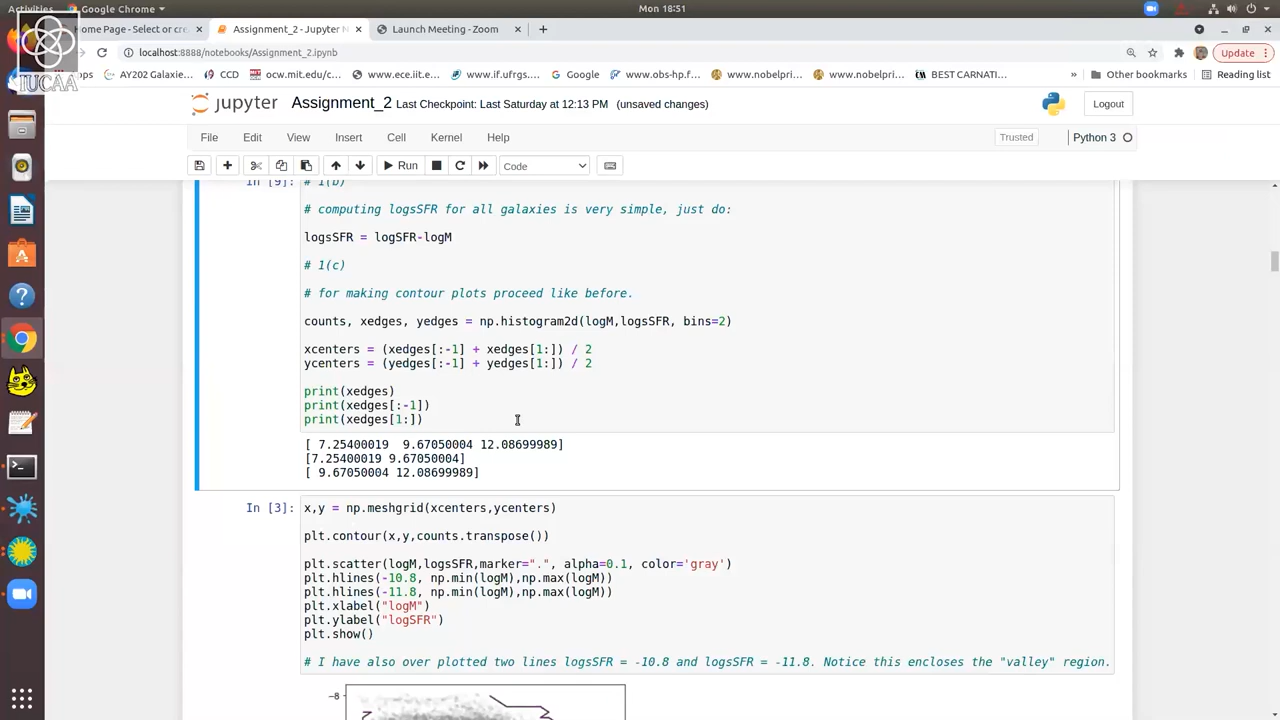 Google Chrome
Mon 18:51
Home Page - Select or cre
Assignment_2 - Jupyter N
Launch Meeting - Zoom
localhost:8888/notebooks/Assignment_2.ipynb
Update
IUCAA
AY202 Galaxie...
CCD
ocw.mit.edu/c...
www.ece.iit.e...
www.if.ufrgs....
Google
www.obs-hp.f...
www.nobelpri...
www.nobelpri...
BEST CARNATI...
»
Other bookmarks
Reading list
jupyter
Assignment_2 Last Checkpoint: Last Saturday at 12:13 PM (unsaved changes)
Logout
File Edit View Insert Cell Kernel Help
Trusted
Python 3
Run
Code
In [9]: # 1(b)
# computing logsSFR for all galaxies is very simple, just do:
logsSFR = logSFR-logM
# 1(c)
# for making contour plots proceed like before.
counts, xedges, yedges = np.histogram2d(logM,logsSFR, bins=2)
xcenters = (xedges[:-1] + xedges[1:]) / 2
ycenters = (yedges[:-1] + yedges[1:]) / 2
print(xedges)
print(xedges[:-1])
print(xedges[1:])
[ 7.25400019  9.67050004 12.08699989]
[7.25400019 9.67050004]
[ 9.67050004 12.08699989]
In [3]: x,y = np.meshgrid(xcenters,ycenters)
plt.contour(x,y,counts.transpose())
plt.scatter(logM,logsSFR,marker=".", alpha=0.1, color='gray')
plt.hlines(-10.8, np.min(logM),np.max(logM))
plt.hlines(-11.8, np.min(logM),np.max(logM))
plt.xlabel("logM")
plt.ylabel("logSFR")
plt.show()
# I have also over plotted two lines logsSFR = -10.8 and logsSFR = -11.8. Notice this encloses the "valley" region.
−8